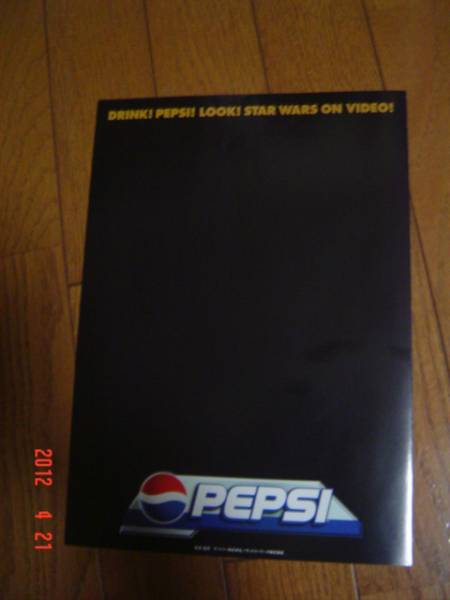 DRINK! PEPSI! LOOK! STAR WARS ON VIDEO!
PEPSI
2012 4 21